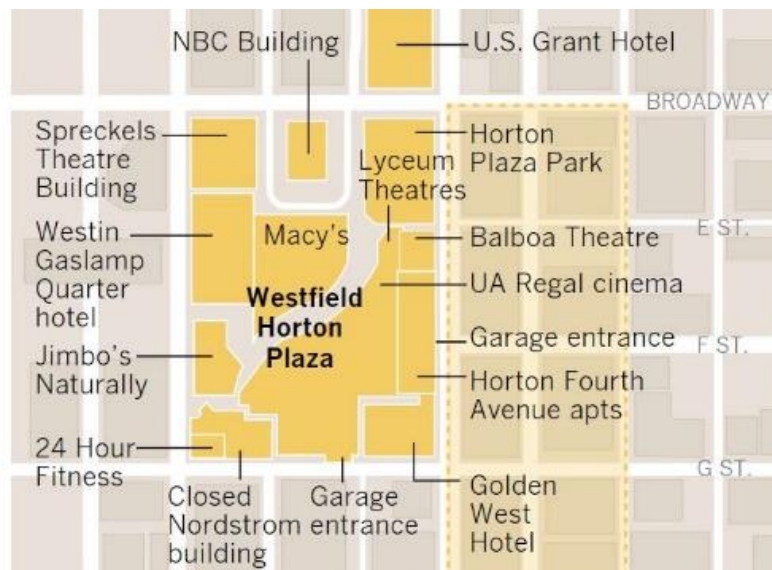 NBC Building
U.S. Grant Hotel
BROADWAY
Spreckels
Theatre
Building
Lyceum
Theatres
Horton
Plaza Park
E ST.
Westin
Gaslamp
Quarter
hotel
Macy's
Balboa Theatre
UA Regal cinema
Westfield
Horton
Plaza
Garage entrance
F ST.
Jimbo's
Naturally
Horton Fourth
Avenue apts
24 Hour
Fitness
G ST.
Closed
Nordstrom
building
Garage
entrance
Golden
West
Hotel